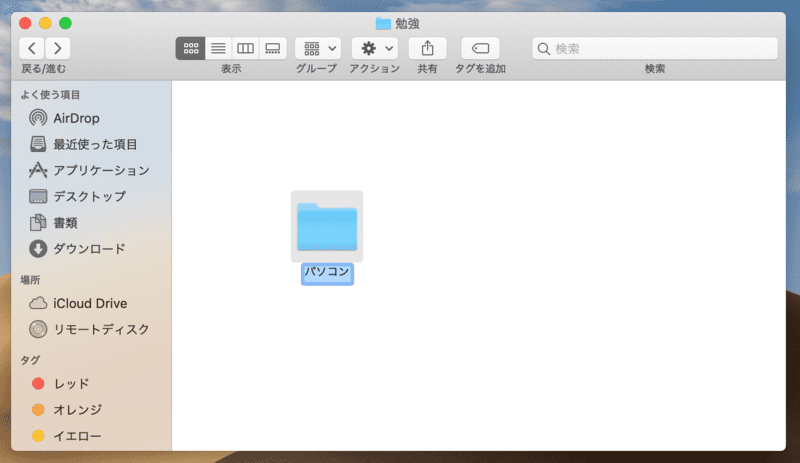 勉強
戻る/進む
表示
グループ
アクション
共有
タグを追加
検索
検索
よく使う項目
AirDrop
最近使った項目
アプリケーション
デスクトップ
書類
ダウンロード
場所
iCloud Drive
リモートディスク
タグ
レッド
オレンジ
イエロー
パソコン